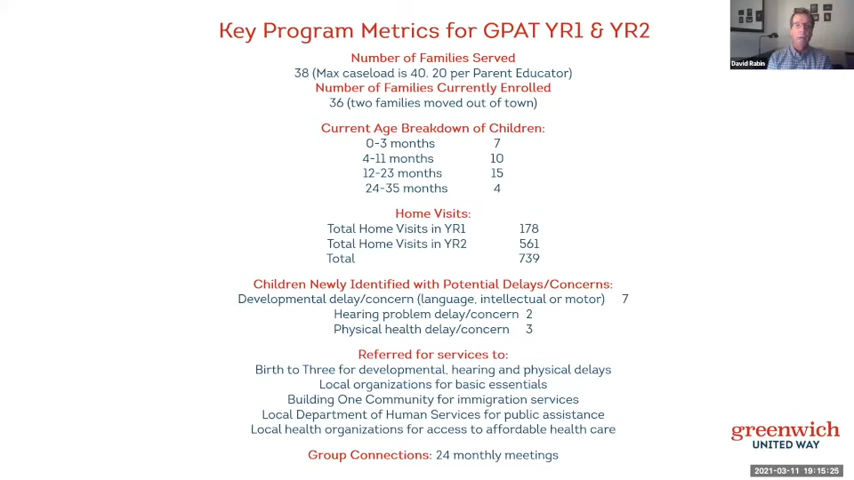 Key Program Metrics for GPAT YR1 & YR2
Number of Families Served
38 (Max caseload is 40. 20 per Parent Educator)
Number of Families Currently Enrolled
36 (two families moved out of town)
Current Age Breakdown of Children:
0-3 months 7
4-11 months 10
12-23 months 15
24-35 months 4
Home Visits:
Total Home Visits in YR1 178
Total Home Visits in YR2 561
Total 739
Children Newly Identified with Potential Delays/Concerns:
Developmental delay/concern (language, intellectual or motor) 7
Hearing problem delay/concern 2
Physical health delay/concern 3
Referred for services to:
Birth to Three for developmental, hearing and physical delays
Local organizations for basic essentials
Building One Community for immigration services
Local Department of Human Services for public assistance
Local health organizations for access to affordable health care
Group Connections: 24 monthly meetings
David Rabin
greenwich
UNITED WAY
2021-03-11 19:15:25